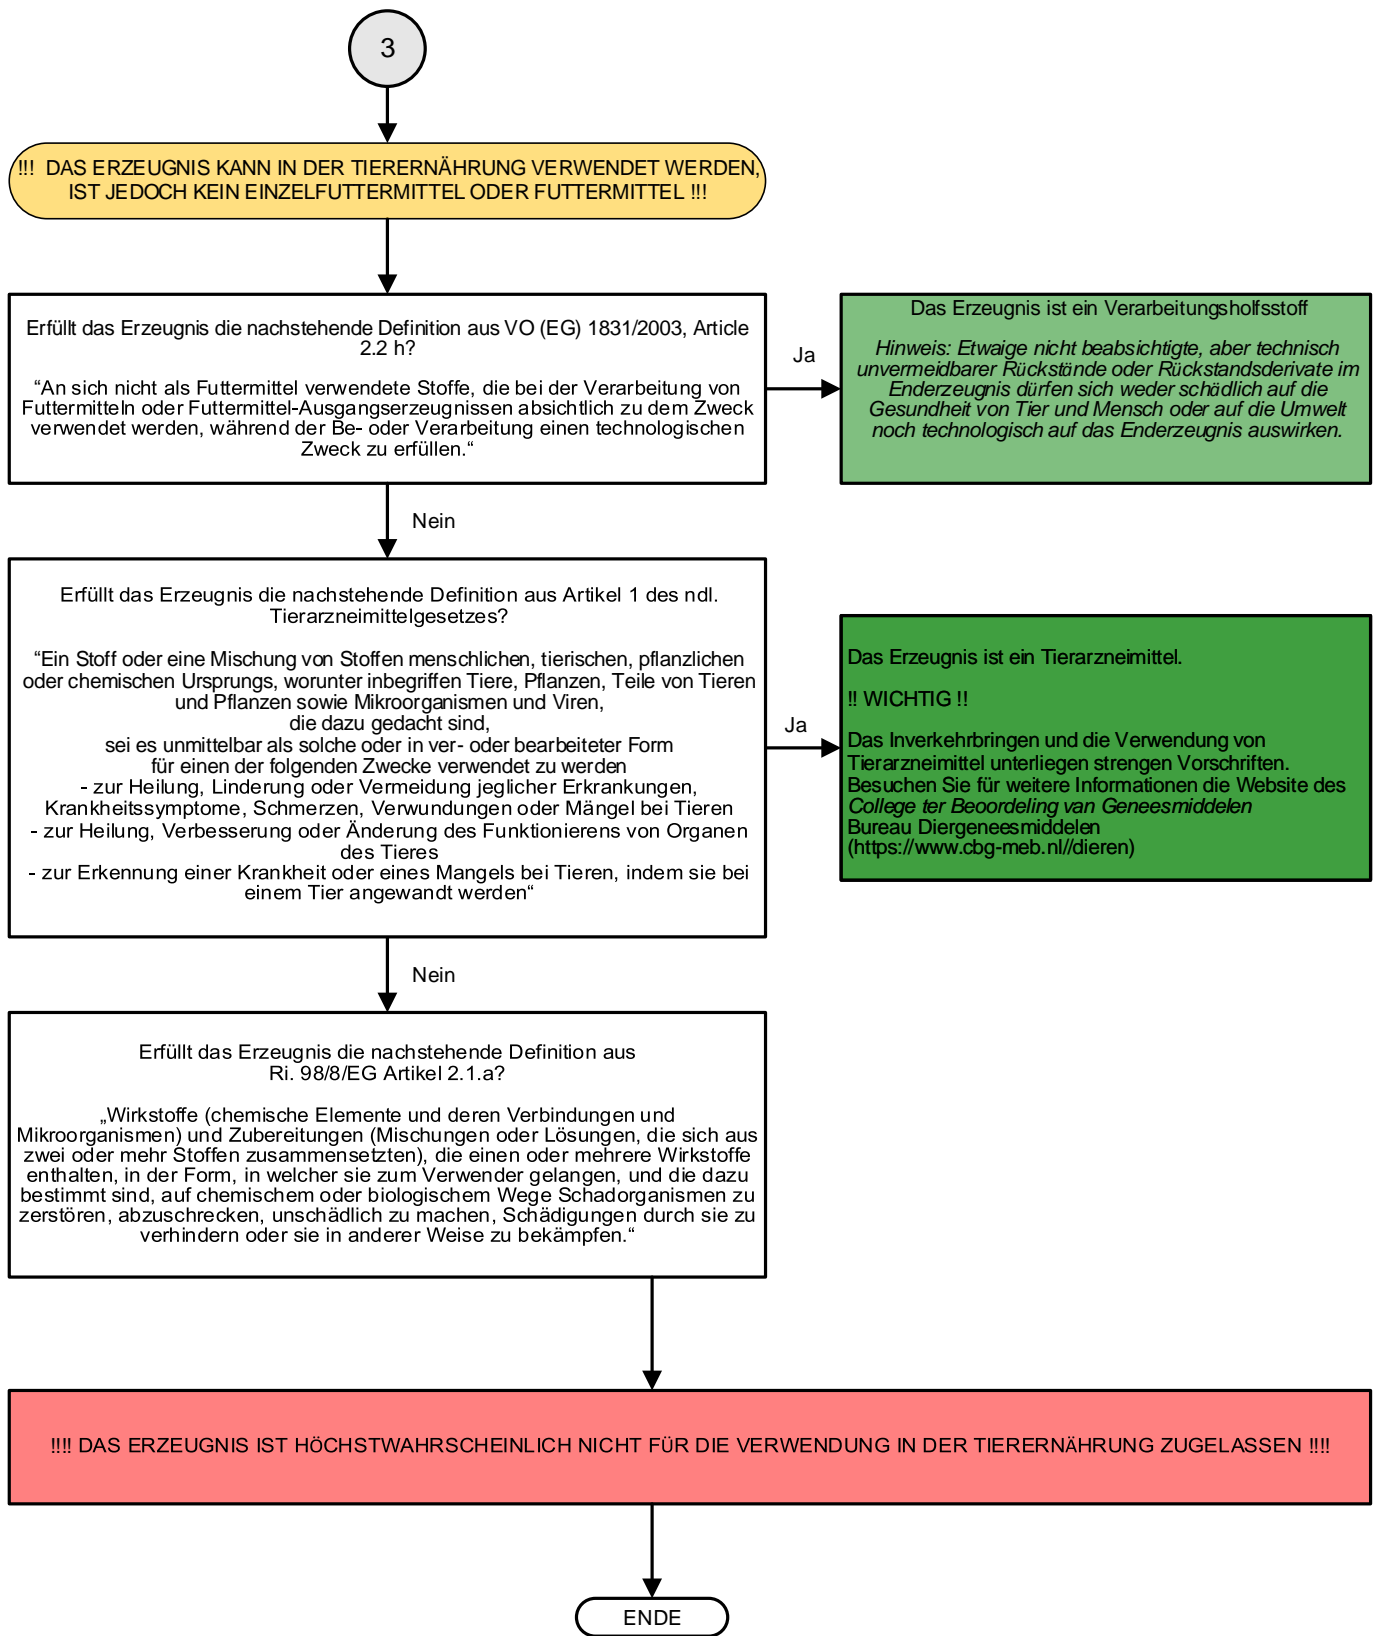 3
!!! DAS ERZEUGNIS KANN IN DER TIERERNÄHRUNG VERWENDET WERDEN,
IST JEDOCH KEIN EINZELFUTTERMITTEL ODER FUTTERMITTEL !!!
Erfüllt das Erzeugnis die nachstehende Definition aus VO (EG) 1831/2003, Article
2.2 h?
“An sich nicht als Futtermittel verwendete Stoffe, die bei der Verarbeitung von
Futtermitteln oder Futtermittel-Ausgangserzeugnissen absichtlich zu dem Zweck
verwendet werden, während der Be- oder Verarbeitung einen technologischen
Zweck zu erfüllen.“
Ja
Das Erzeugnis ist ein Verarbeitungsholfsstoff
Hinweis: Etwaige nicht beabsichtigte, aber technisch
unvermeidbarer Rückstände oder Rückstandsderivate im
Enderzeugnis dürfen sich weder schädlich auf die
Gesundheit von Tier und Mensch oder auf die Umwelt
noch technologisch auf das Enderzeugnis auswirken.
Nein
Erfüllt das Erzeugnis die nachstehende Definition aus Artikel 1 des ndl.
Tierarzneimittelgesetzes?
“Ein Stoff oder eine Mischung von Stoffen menschlichen, tierischen, pflanzlichen
oder chemischen Ursprungs, worunter inbegriffen Tiere, Pflanzen, Teile von Tieren
und Pflanzen sowie Mikroorganismen und Viren,
die dazu gedacht sind,
sei es unmittelbar als solche oder in ver- oder bearbeiteter Form
für einen der folgenden Zwecke verwendet zu werden
- zur Heilung, Linderung oder Vermeidung jeglicher Erkrankungen,
Krankheitssymptome, Schmerzen, Verwundungen oder Mängel bei Tieren
- zur Heilung, Verbesserung oder Änderung des Funktionierens von Organen
des Tieres
- zur Erkennung einer Krankheit oder eines Mangels bei Tieren, indem sie bei
einem Tier angewandt werden“
Ja
Das Erzeugnis ist ein Tierarzneimittel.
!! WICHTIG !!
Das Inverkehrbringen und die Verwendung von
Tierarzneimittel unterliegen strengen Vorschriften.
Besuchen Sie für weitere Informationen die Website des
College ter Beoordeling van Geneesmiddelen
Bureau Diergeneesmiddelen
(https://www.cbg-meb.nl//dieren)
Nein
Erfüllt das Erzeugnis die nachstehende Definition aus
Ri. 98/8/EG Artikel 2.1.a?
„Wirkstoffe (chemische Elemente und deren Verbindungen und
Mikroorganismen) und Zubereitungen (Mischungen oder Lösungen, die sich aus
zwei oder mehr Stoffen zusammensetzten), die einen oder mehrere Wirkstoffe
enthalten, in der Form, in welcher sie zum Verwender gelangen, und die dazu
bestimmt sind, auf chemischem oder biologischem Wege Schadorganismen zu
zerstören, abzuschrecken, unschädlich zu machen, Schädigungen durch sie zu
verhindern oder sie in anderer Weise zu bekämpfen.“
!!!! DAS ERZEUGNIS IST HÖCHSTWAHRSCHEINLICH NICHT FÜR DIE VERWENDUNG IN DER TIERERNÄHRUNG ZUGELASSEN !!!!
ENDE